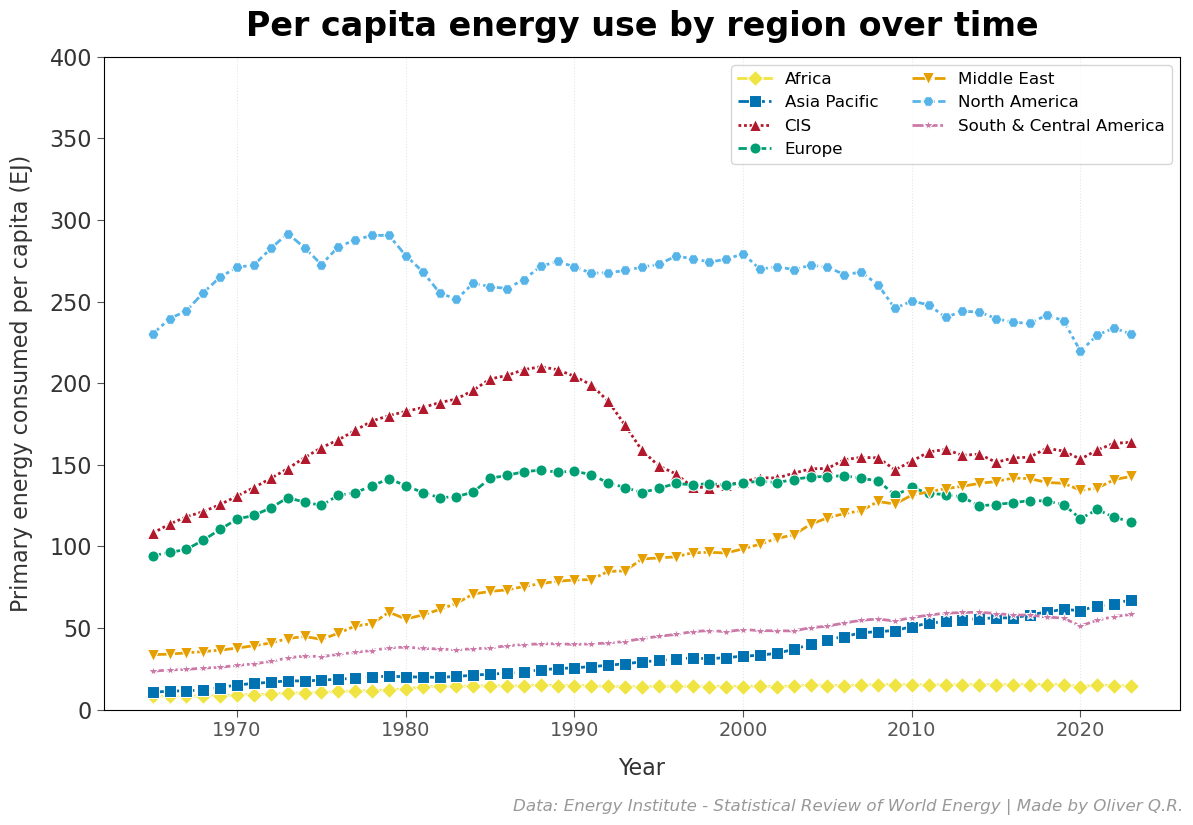 Per capita energy use by region over time
Primary energy consumed per capita (EJ)
400
350
300
250
200
150
100
50
0
Africa
Asia Pacific
CIS
Europe
Middle East
North America
South & Central America
1970
1980
1990
2000
2010
2020
Year
Data: Energy Institute - Statistical Review of World Energy | Made by Oliver Q.R.